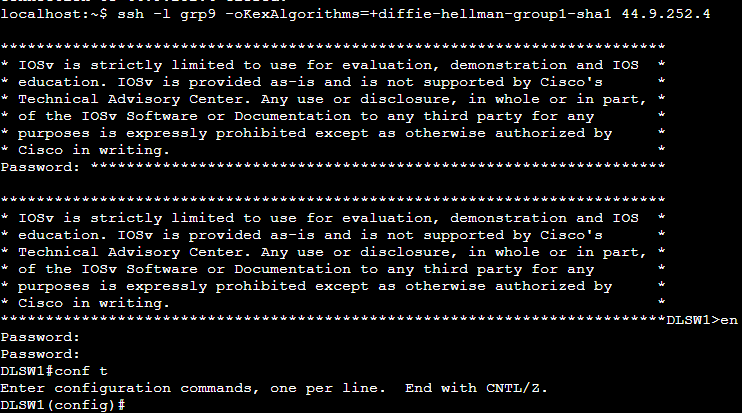 localhost:~$ ssh -l grp9 -oKexAlgorithms=+diffie-hellman-group1-sha1 44.9.252.4
**************************************************************************
* IOSv is strictly limited to use for evaluation, demonstration and IOS  *
* education. IOSv is provided as-is and is not supported by Cisco's      *
* Technical Advisory Center. Any use or disclosure, in whole or in part, *
* of the IOSv Software or Documentation to any third party for any       *
* purposes is expressly prohibited except as otherwise authorized by     *
* Cisco in writing.                                                      *
Password: ****************************************************************
**************************************************************************
* IOSv is strictly limited to use for evaluation, demonstration and IOS  *
* education. IOSv is provided as-is and is not supported by Cisco's      *
* Technical Advisory Center. Any use or disclosure, in whole or in part, *
* of the IOSv Software or Documentation to any third party for any       *
* purposes is expressly prohibited except as otherwise authorized by     *
* Cisco in writing.                                                      *
**************************************************************************DLSW1>en
Password:
Password:
DLSW1#conf t
Enter configuration commands, one per line.  End with CNTL/Z.
DLSW1(config)#